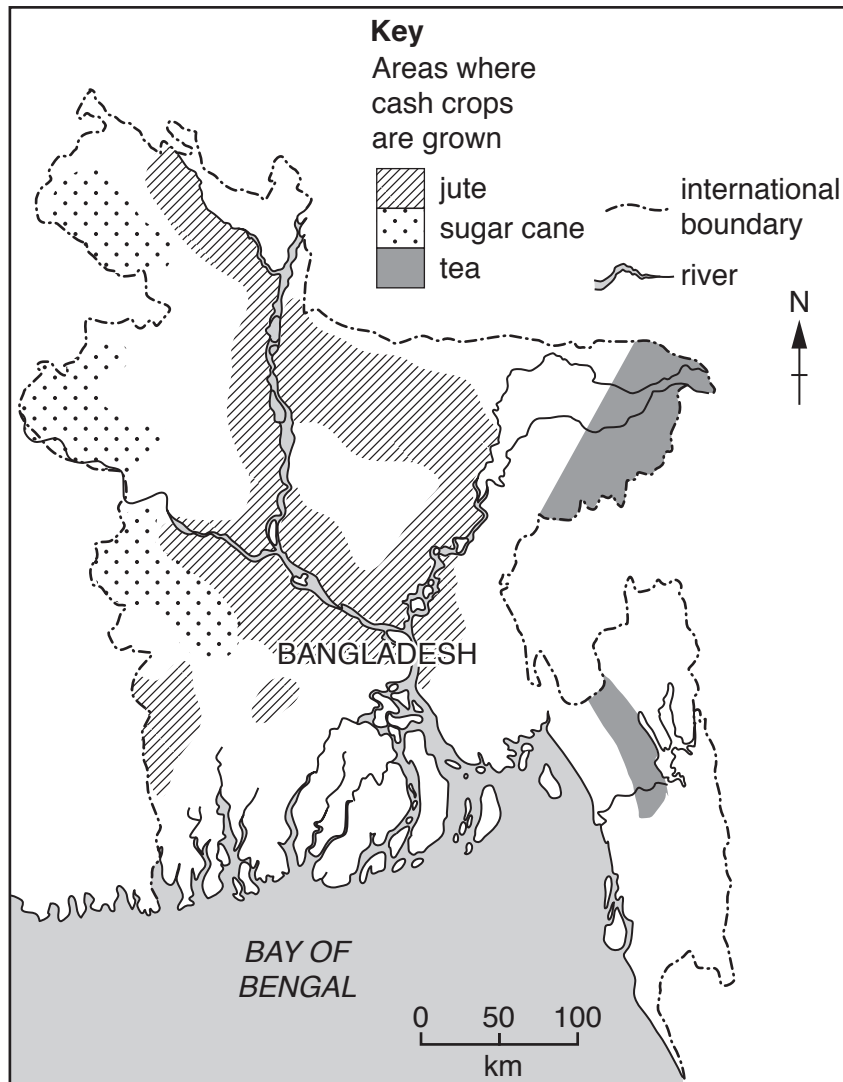 Key
Areas where
cash crops
are grown
jute
sugar cane
tea
international
boundary
river
N
BANGLADESH
BAY OF
BENGAL
0 50 100
km